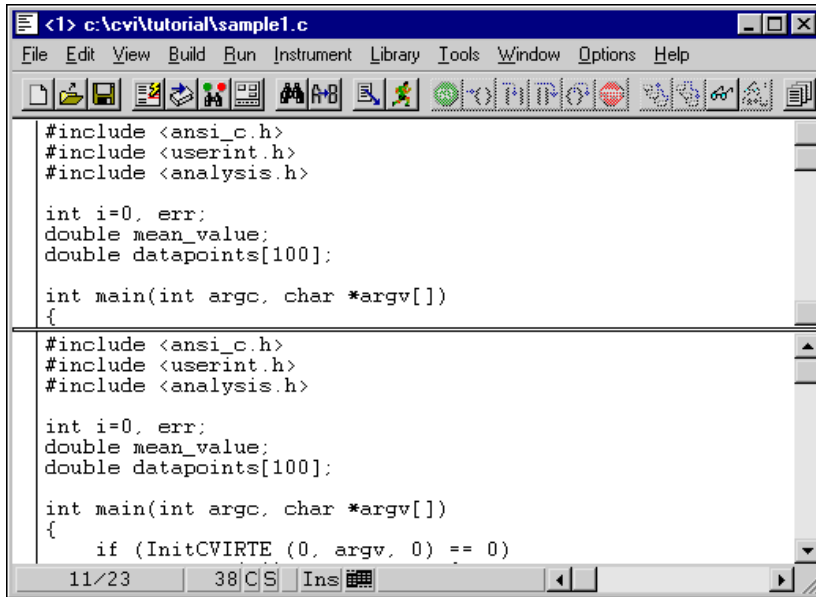 <1> c:\cvi\tutorial\sample1.c
File Edit View Build Run Instrument Library Tools Window Options Help
#include <ansi_c.h>
#include <userint.h>
#include <analysis.h>
int i=0, err;
double mean_value;
double datapoints[100];
int main(int argc, char *argv[])
{
#include <ansi_c.h>
#include <userint.h>
#include <analysis.h>
int i=0, err;
double mean_value;
double datapoints[100];
int main(int argc, char *argv[])
{
if (InitCVIRTE (0, argv, 0) == 0)
11/23 38 C S Ins